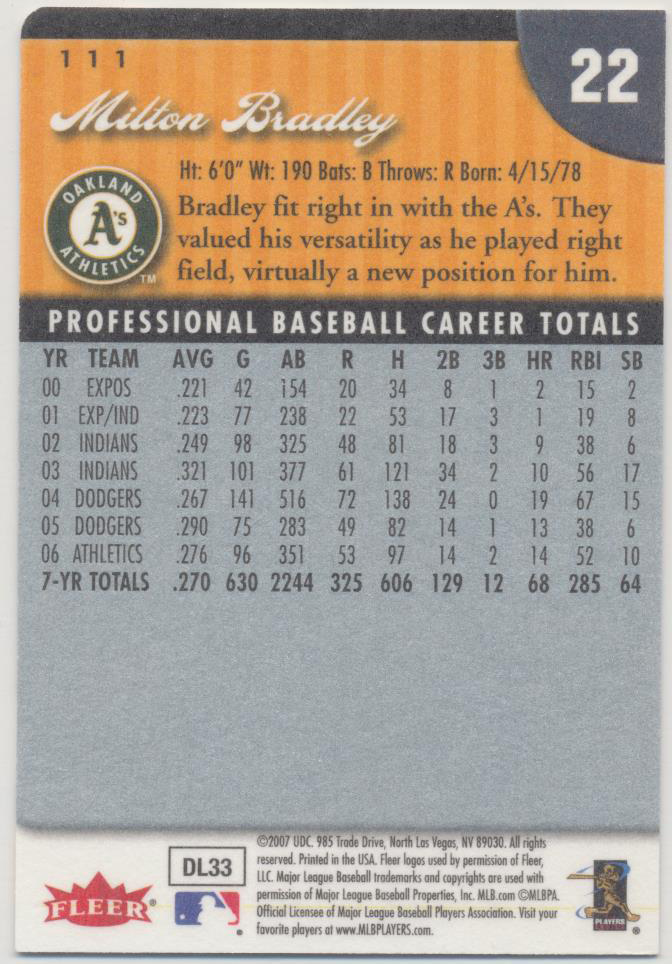 111
22
Milton Bradley
Ht: 6'0" Wt: 190 Bats: B Throws: R Born: 4/15/78
OAKLAND
A's
ATHLETICS
TM
Bradley fit right in with the A's. They
valued his versatility as he played right
field, virtually a new position for him.
PROFESSIONAL BASEBALL CAREER TOTALS
YR TEAM AVG G AB R H 2B 3B HR RBI SB
00 EXPOS .221 42 154 20 34 8 1 2 15 2
01 EXP/IND .223 77 238 22 53 17 3 1 19 8
02 INDIANS .249 98 325 48 81 18 3 9 38 6
03 INDIANS .321 101 377 61 121 34 2 10 56 17
04 DODGERS .267 141 516 72 138 24 0 19 67 15
05 DODGERS .290 75 283 49 82 14 1 13 38 6
06 ATHLETICS .276 96 351 53 97 14 2 14 52 10
7-YR TOTALS .270 630 2244 325 606 129 12 68 285 64
FLEER®
DL33
©2007 UDC. 985 Trade Drive, North Las Vegas, NV 89030. All rights
reserved. Printed in the USA. Fleer logos used by permission of Fleer,
LLC. Major League Baseball trademarks and copyrights are used with
permission of Major League Baseball Properties, Inc. MLB.com ©MLBPA.
Official Licensee of Major League Baseball Players Association. Visit your
favorite players at www.MLBPLAYERS.com.
PLAYERS
®